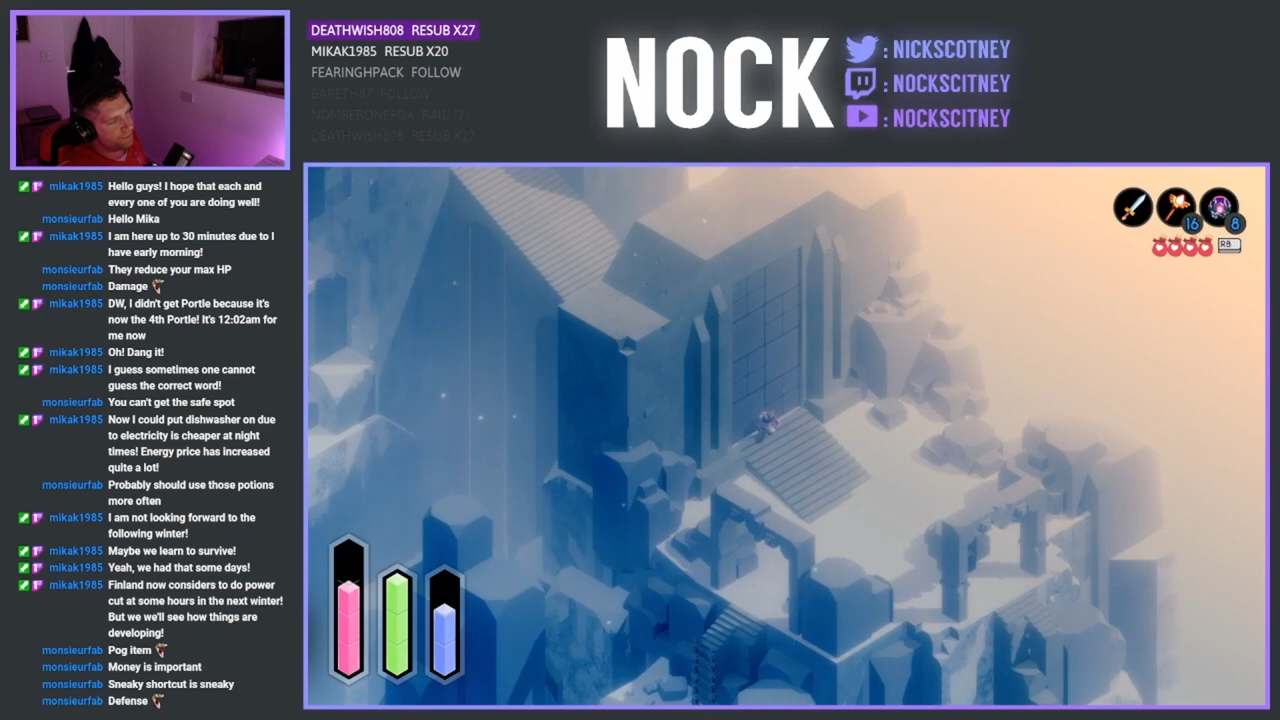 DEATHWISH808 RESUB X27
MIKAK1985 RESUB X20
FEARINGHPACK FOLLOW
BARETH87 FOLLOW
NOMBERONEFOX RAID (7)
DEATHWISH808 RESUB X27
NOCK
: NICKSCOTNEY
: NOCKSCITNEY
: NOCKSCITNEY
mikak1985 Hello guys! I hope that each and
every one of you are doing well!
monsieurfab Hello Mika
mikak1985 I am here up to 30 minutes due to I
have early morning!
monsieurfab They reduce your max HP
monsieurfab Damage
mikak1985 DW, I didn't get Portle because it's
now the 4th Portle! It's 12:02am for
me now
mikak1985 Oh! Dang it!
mikak1985 I guess sometimes one cannot
guess the correct word!
monsieurfab You can't get the safe spot
mikak1985 Now I could put dishwasher on due
to electricity is cheaper at night
times! Energy price has increased
quite a lot!
monsieurfab Probably should use those potions
more often
mikak1985 I am not looking forward to the
following winter!
mikak1985 Maybe we learn to survive!
mikak1985 Yeah, we had that some days!
mikak1985 Finland now considers to do power
cut at some hours in the next winter!
But we we'll see how things are
developing!
monsieurfab Pog item
monsieurfab Money is important
monsieurfab Sneaky shortcut is sneaky
monsieurfab Defense
16
8
RB